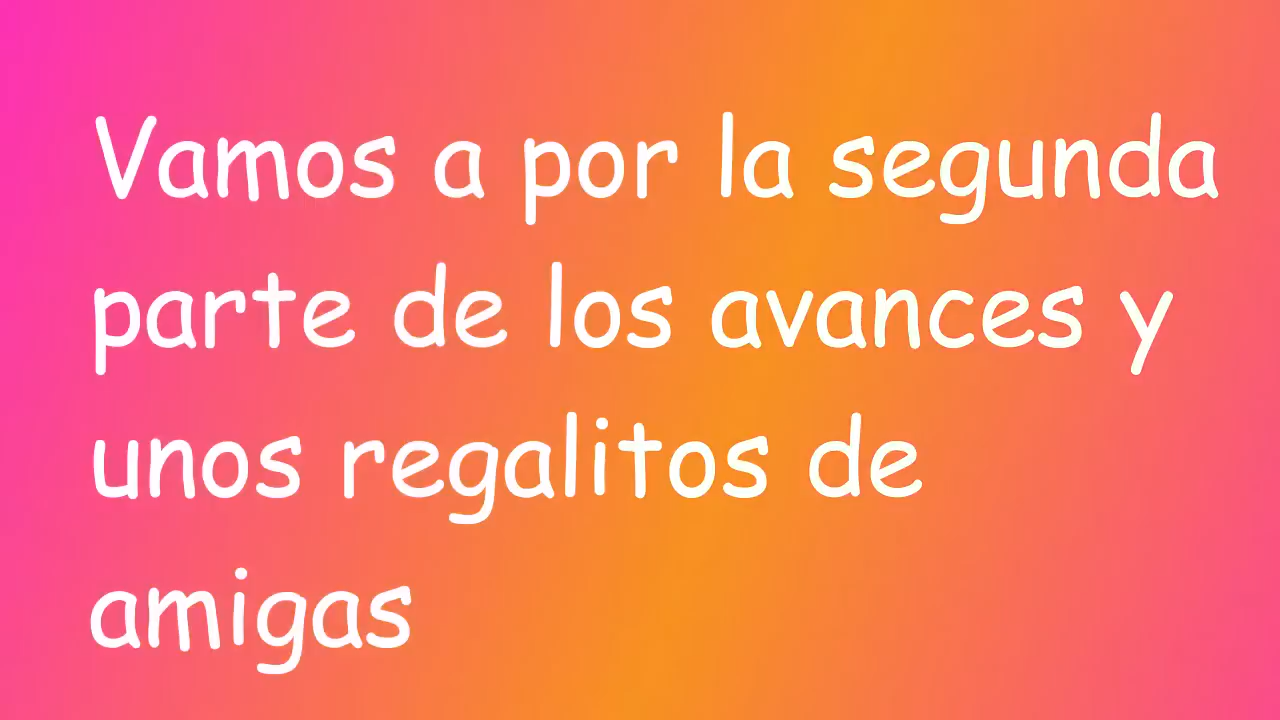 Vamos a por la segunda
parte de los avances y
unos regalitos de
amigas